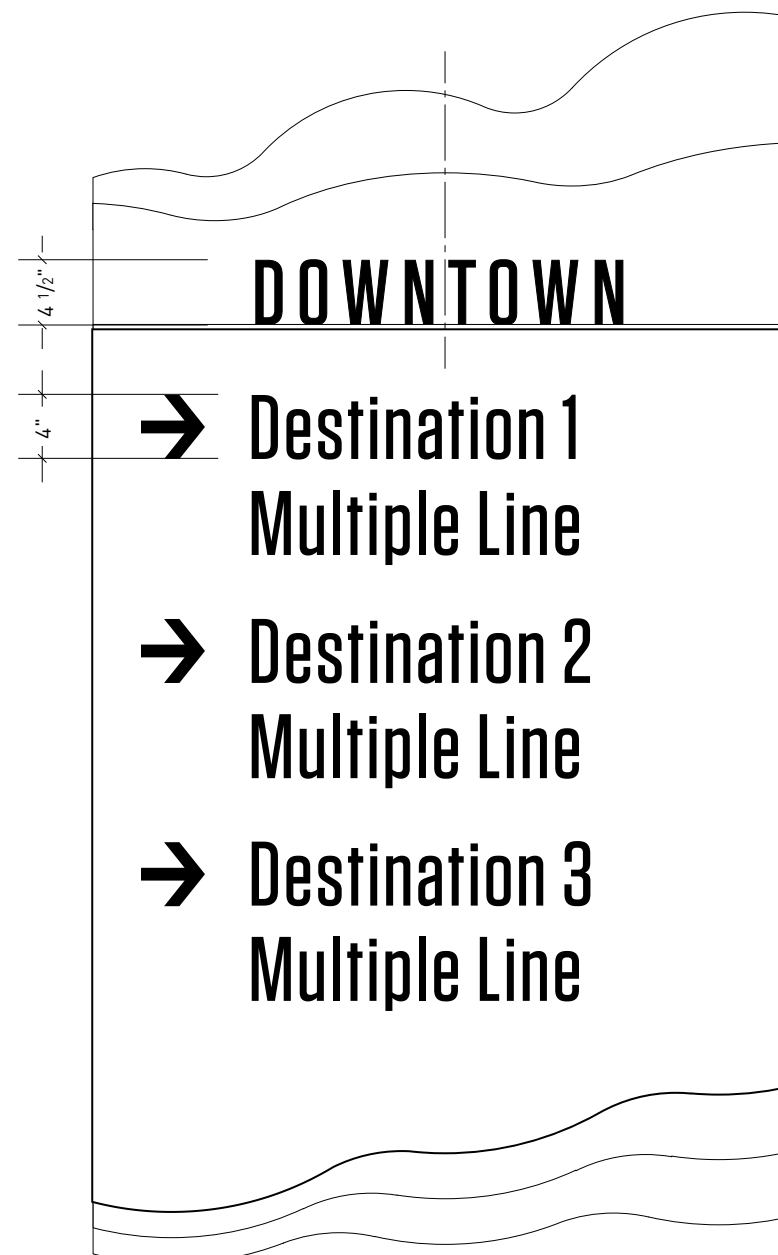 DOWNTOWN
4 1/2"
4"
→ Destination 1
Multiple Line
→ Destination 2
Multiple Line
→ Destination 3
Multiple Line